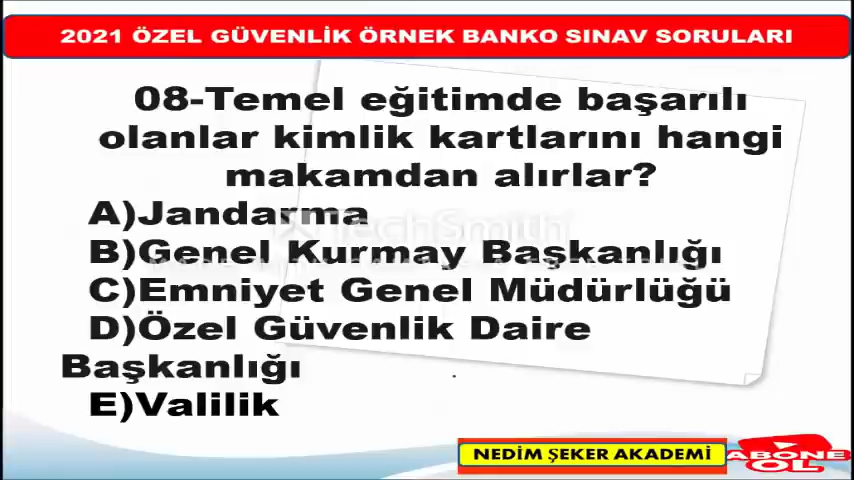 2021 ÖZEL GÜVENLİK ÖRNEK BANKO SINAV SORULARI
08-Temel eğitimde başarılı
olanlar kimlik kartlarını hangi
makamdan alırlar?
A)Jandarma
TechSmith
B)Genel Kurmay Başkanlığı
C)Emniyet Genel Müdürlüğü
D)Özel Güvenlik Daire
Başkanlığı
E)Valilik
NEDİM ŞEKER AKADEMİ
ABONE
OL